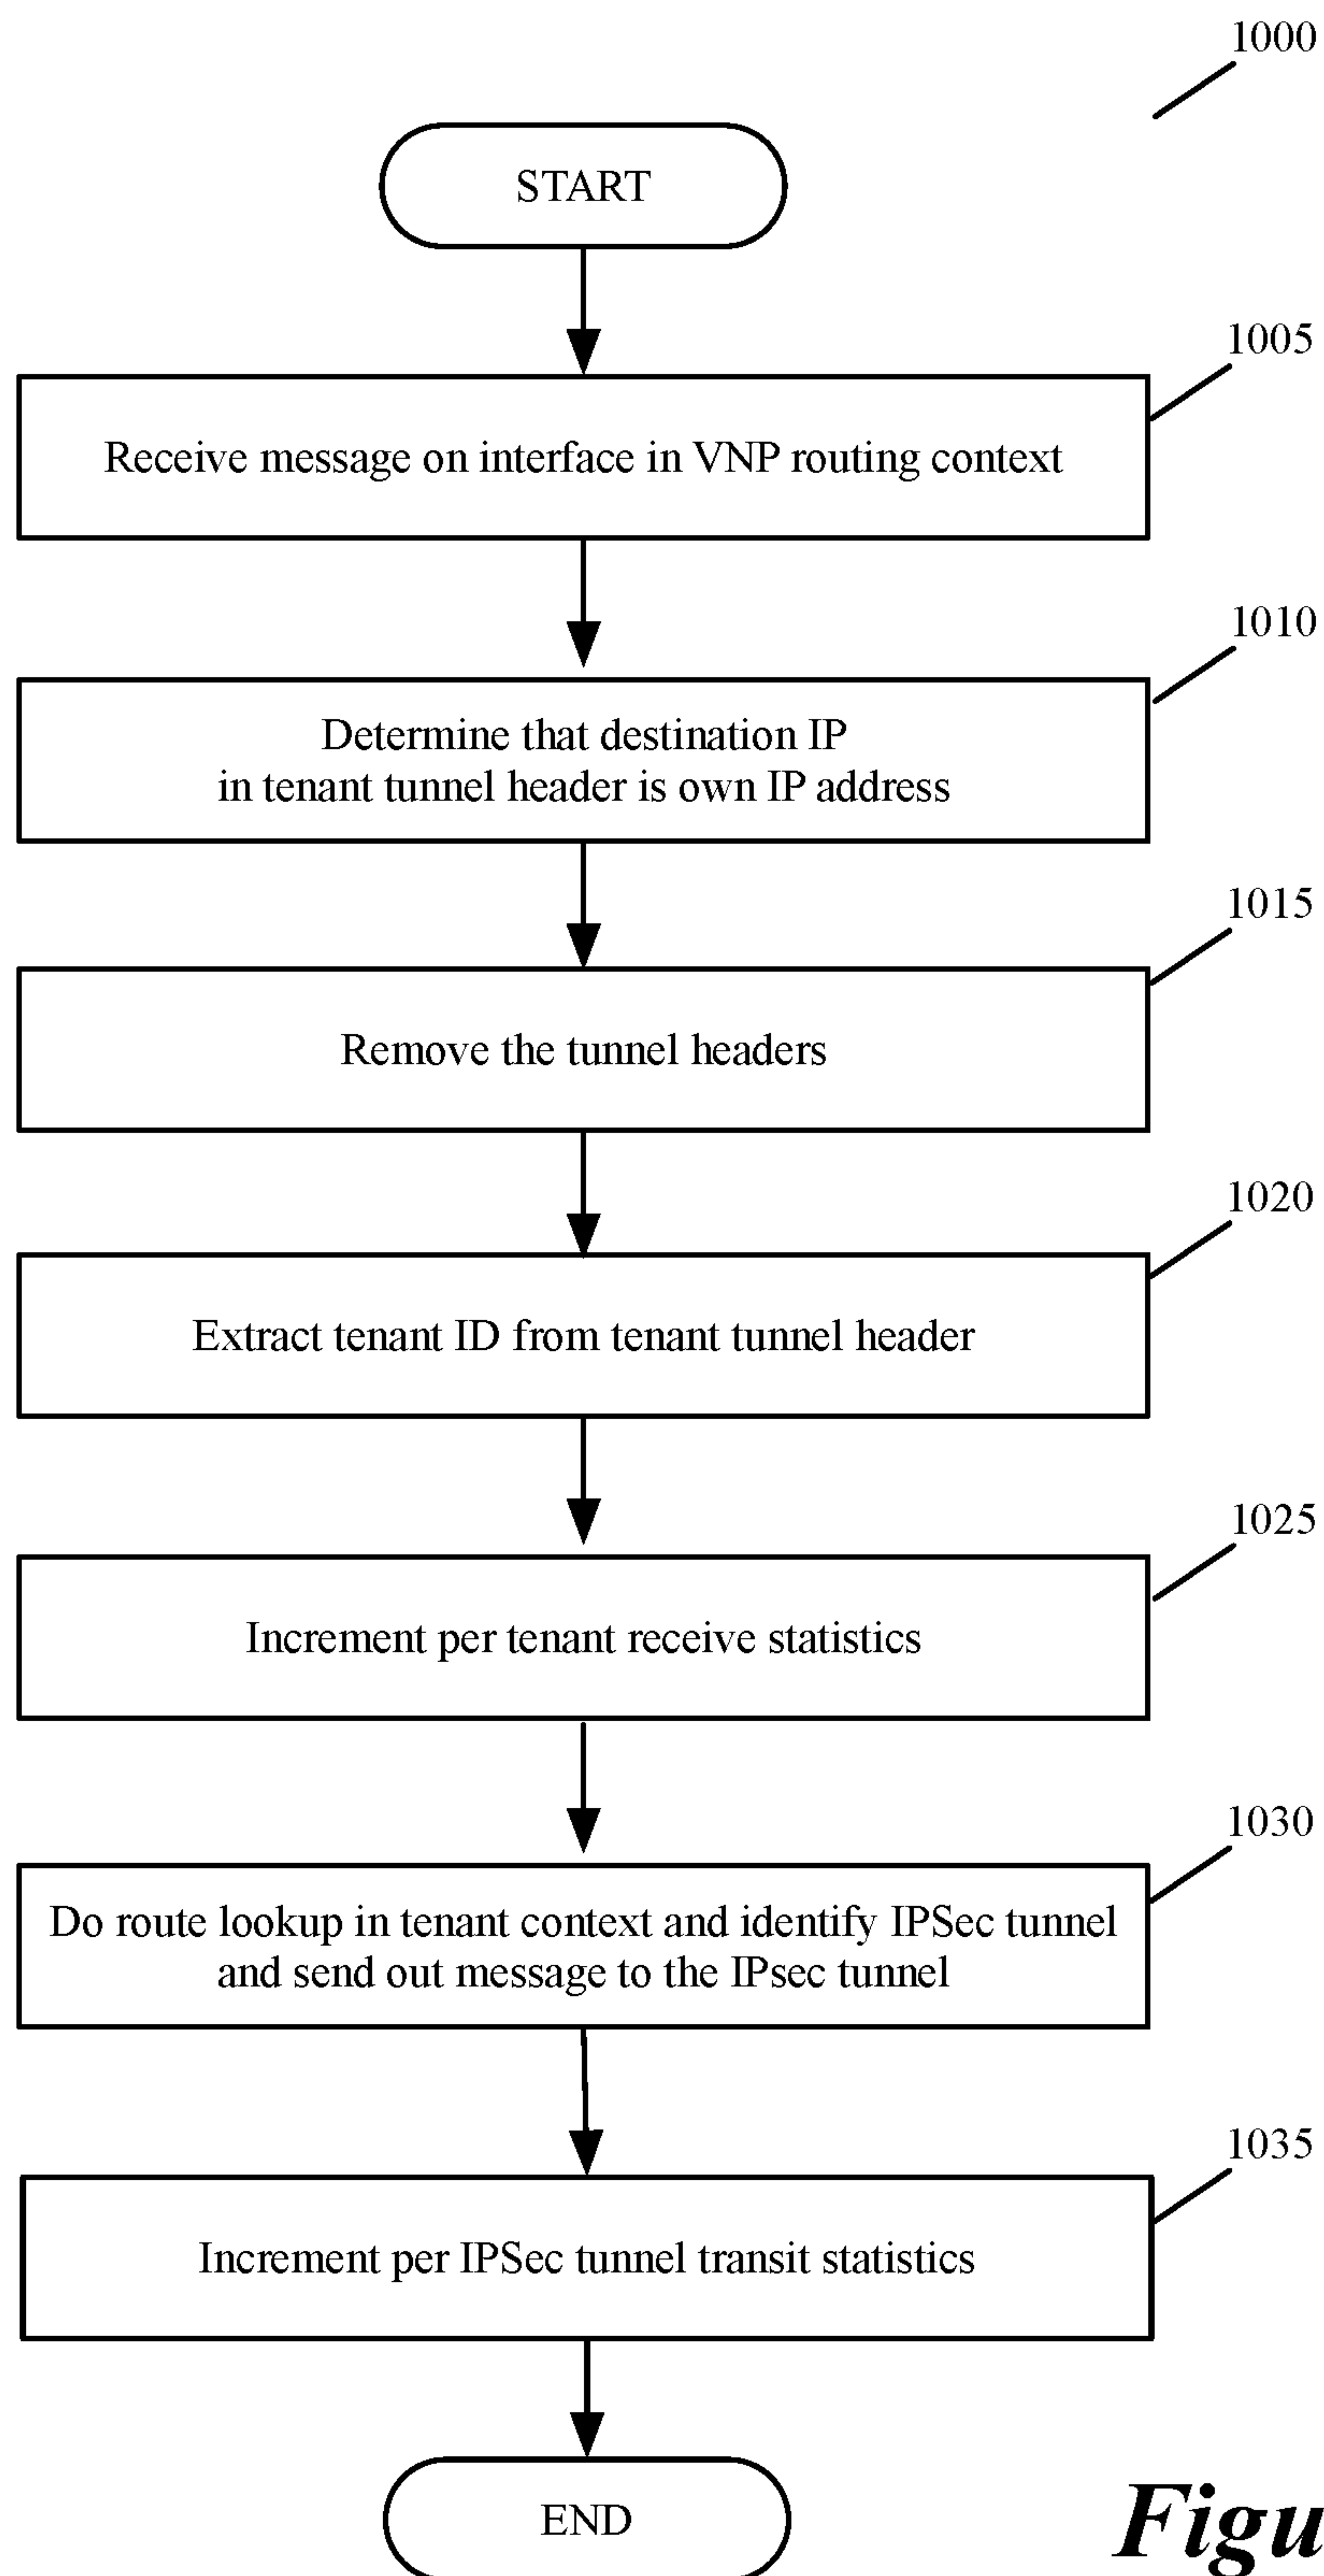 1000
START
1005
Receive message on interface in VNP routing context
1010
Determine that destination IP
in tenant tunnel header is own IP address
1015
Remove the tunnel headers
1020
Extract tenant ID from tenant tunnel header
1025
Increment per tenant receive statistics
1030
Do route lookup in tenant context and identify IPSec tunnel
and send out message to the IPsec tunnel
1035
Increment per IPSec tunnel transit statistics
END
Figu